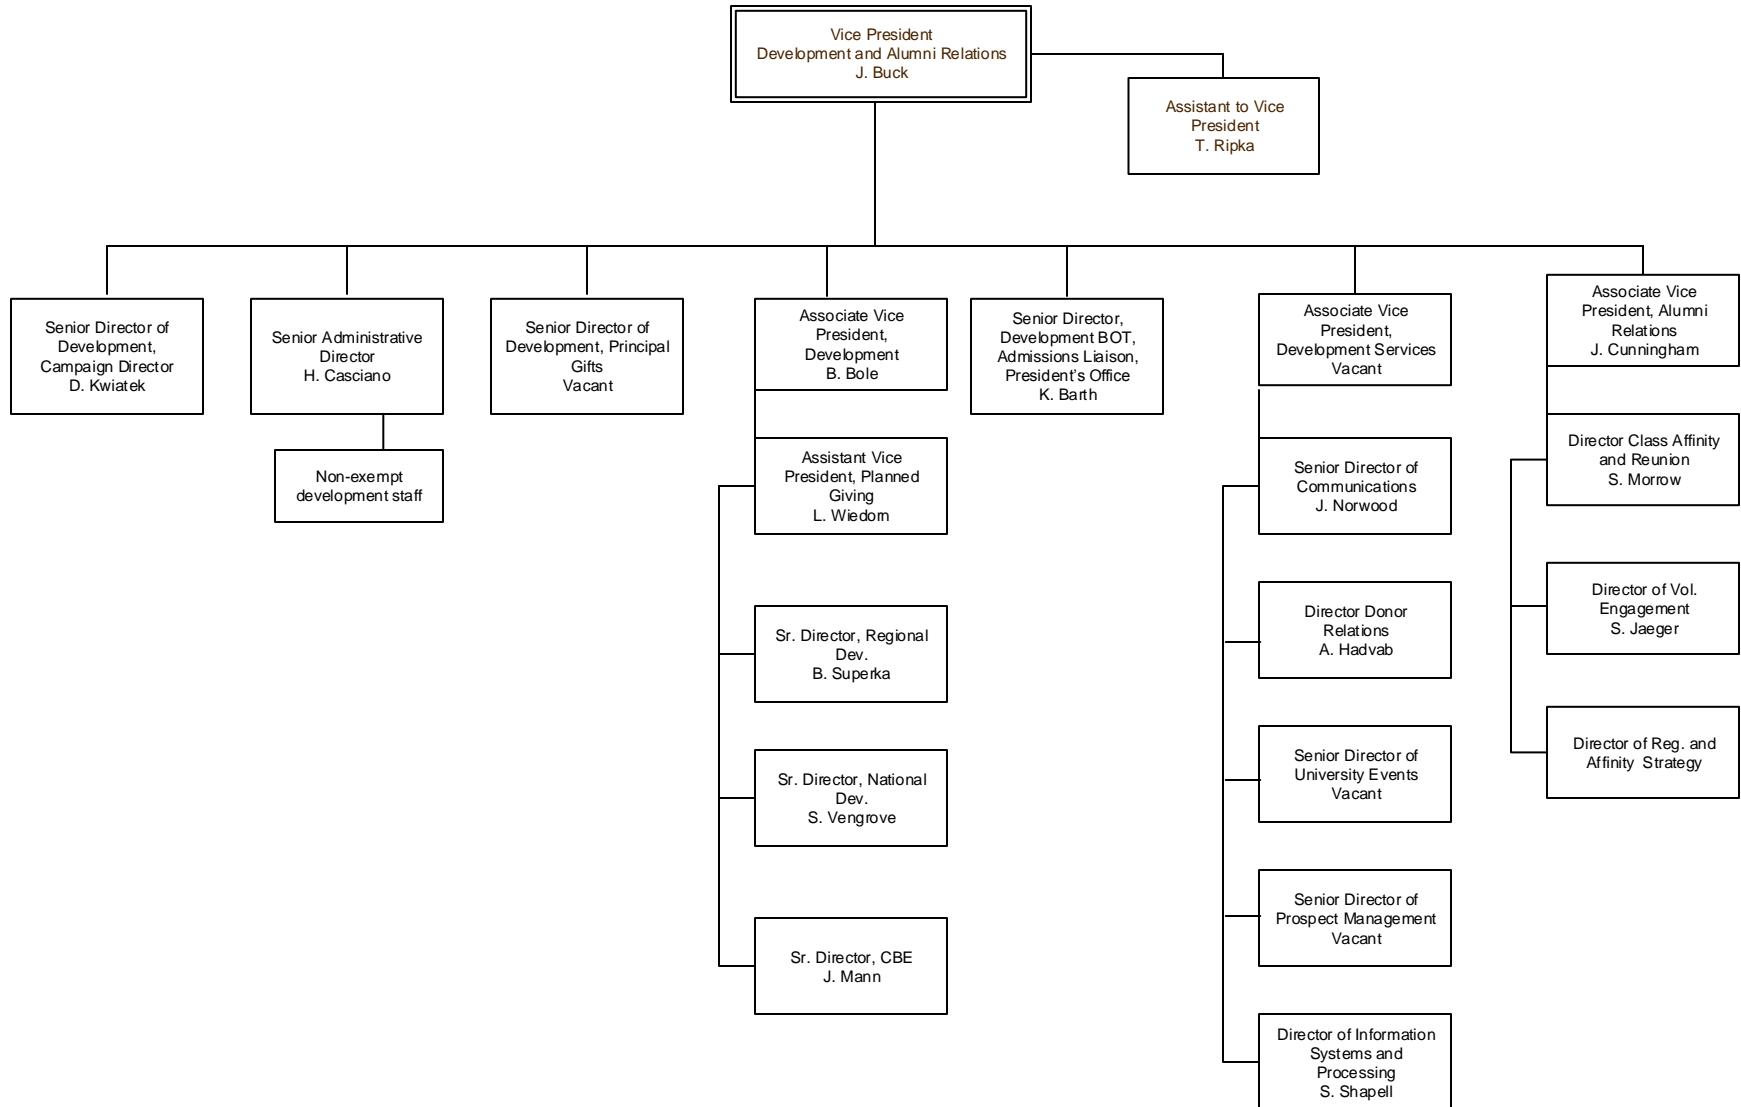 Vice President
Development and Alumni Relations
J. Buck
Assistant to Vice
President
T. Ripka
Senior Director of
Development,
Campaign Director
D. Kwiatek
Senior Administrative
Director
H. Casciano
Non-exempt
development staff
Senior Director of
Development, Principal
Gifts
Vacant
Associate Vice
President,
Development
B. Bole
Assistant Vice
President, Planned
Giving
L. Wiedorn
Sr. Director, Regional
Dev.
B. Superka
Sr. Director, National
Dev.
S. Vengrove
Sr. Director, CBE
J. Mann
Senior Director,
Development BOT,
Admissions Liaison,
President’s Office
K. Barth
Associate Vice
President,
Development Services
Vacant
Senior Director of
Communications
J. Norwood
Director Donor
Relations
A. Hadvab
Senior Director of
University Events
Vacant
Senior Director of
Prospect Management
Vacant
Director of Information
Systems and
Processing
S. Shapell
Associate Vice
President, Alumni
Relations
J. Cunningham
Director Class Affinity
and Reunion
S. Morrow
Director of Vol.
Engagement
S. Jaeger
Director of Reg. and
Affinity Strategy